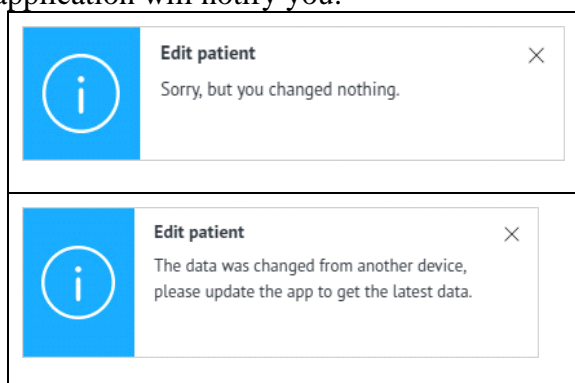 application will notify you.
Edit patient
Sorry, but you changed nothing.
Edit patient
The data was changed from another device,
please update the app to get the latest data.